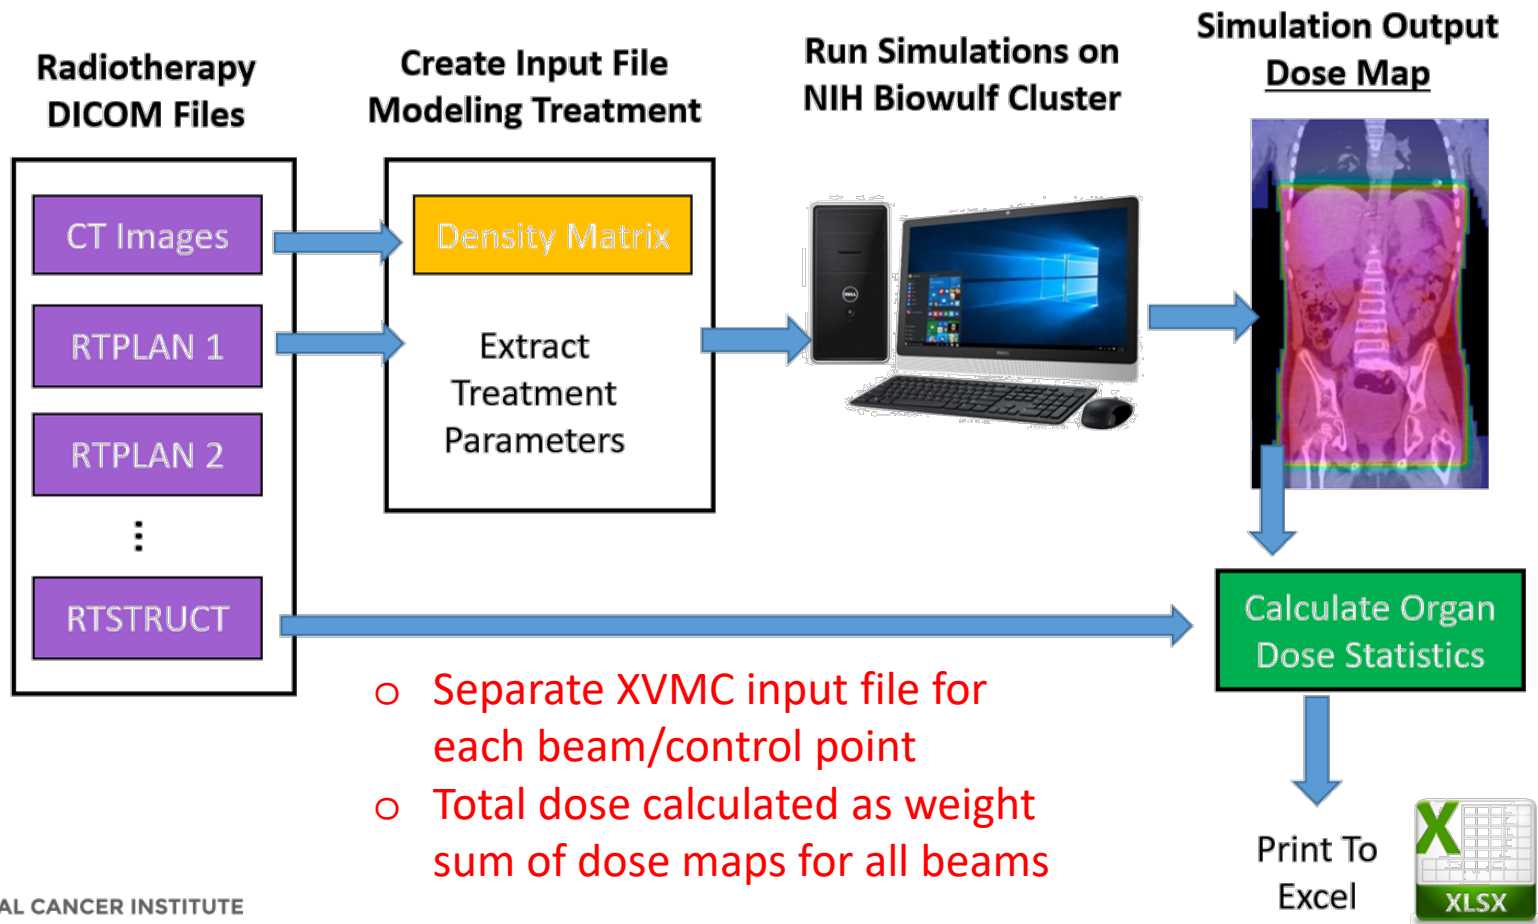 Radiotherapy
DICOM Files
Create Input File
Modeling Treatment
Run Simulations on
NIH Biowulf Cluster
Simulation Output
Dose Map
CT Images
RTPLAN 1
RTPLAN 2
⋮
RTSTRUCT
Density Matrix
Extract
Treatment
Parameters
DELL
DELL
Calculate Organ
Dose Statistics
o Separate XVMC input file for
each beam/control point
o Total dose calculated as weight
sum of dose maps for all beams
Print To
Excel
X
XLSX
AL CANCER INSTITUTE